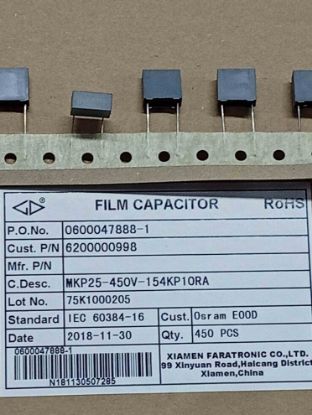 FILM CAPACITOR RoHS
P.O.No. 0600047888-1
Cust. P/N 6200000998
Mfr. P/N
C.Desc. MKP25-450V-154KP10RA
Lot No. 75K1000205
Standard IEC 60384-16 Cust. Osram EOOD
Date 2018-11-30 Qty. 450 PCS
0600047888-1
N181130507285
XIAMEN FARATRONIC CO.,LTD.
99 Xinyuan Road,Haicang District
Xiamen,China